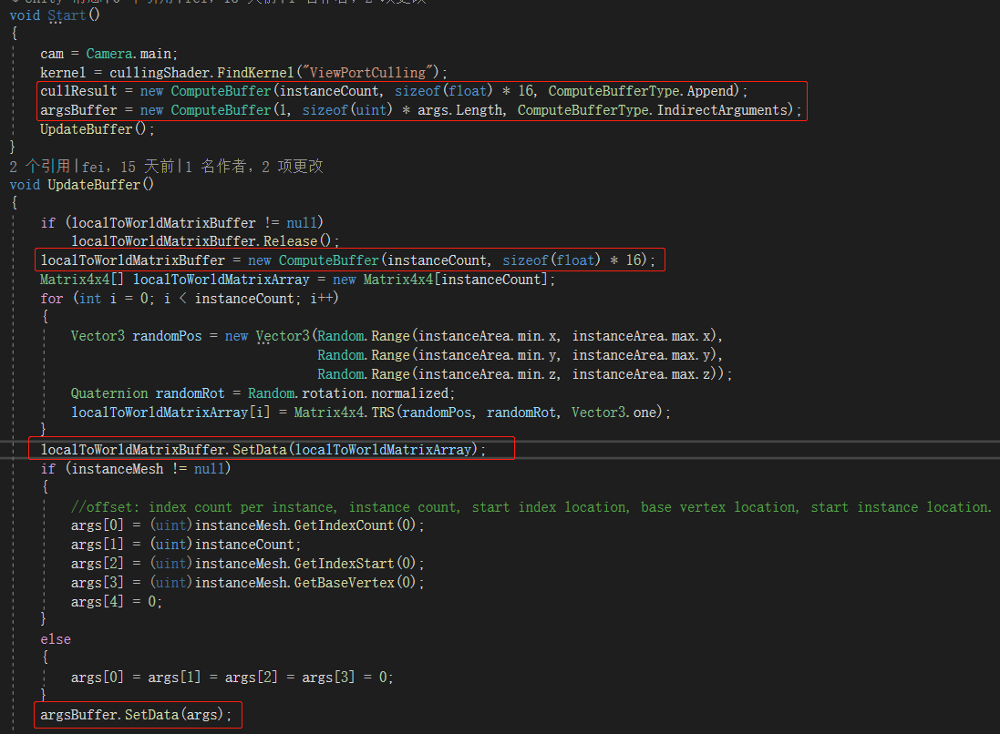 void Start()
{
cam = Camera.main;
kernel = cullingShader.FindKernel("ViewPortCulling");
cullResult = new ComputeBuffer(instanceCount, sizeof(float) * 16, ComputeBufferType.Append);
argsBuffer = new ComputeBuffer(1, sizeof(uint) * args.Length, ComputeBufferType.IndirectArguments);
UpdateBuffer();
}
2 个引用|fei，15 天前|1 名作者，2 项更改
void UpdateBuffer()
{
if (localToWorldMatrixBuffer != null)
localToWorldMatrixBuffer.Release();
localToWorldMatrixBuffer = new ComputeBuffer(instanceCount, sizeof(float) * 16);
Matrix4x4[] localToWorldMatrixArray = new Matrix4x4[instanceCount];
for (int i = 0; i < instanceCount; i++)
{
Vector3 randomPos = new Vector3(Random.Range(instanceArea.min.x, instanceArea.max.x),
Random.Range(instanceArea.min.y, instanceArea.max.y),
Random.Range(instanceArea.min.z, instanceArea.max.z));
Quaternion randomRot = Random.rotation.normalized;
localToWorldMatrixArray[i] = Matrix4x4.TRS(randomPos, randomRot, Vector3.one);
}
localToWorldMatrixBuffer.SetData(localToWorldMatrixArray);
if (instanceMesh != null)
{
//offset: index count per instance, instance count, start index location, base vertex location, start instance location.
args[0] = (uint)instanceMesh.GetIndexCount(0);
args[1] = (uint)instanceCount;
args[2] = (uint)instanceMesh.GetIndexStart(0);
args[3] = (uint)instanceMesh.GetBaseVertex(0);
args[4] = 0;
}
else
{
args[0] = args[1] = args[2] = args[3] = 0;
}
argsBuffer.SetData(args);